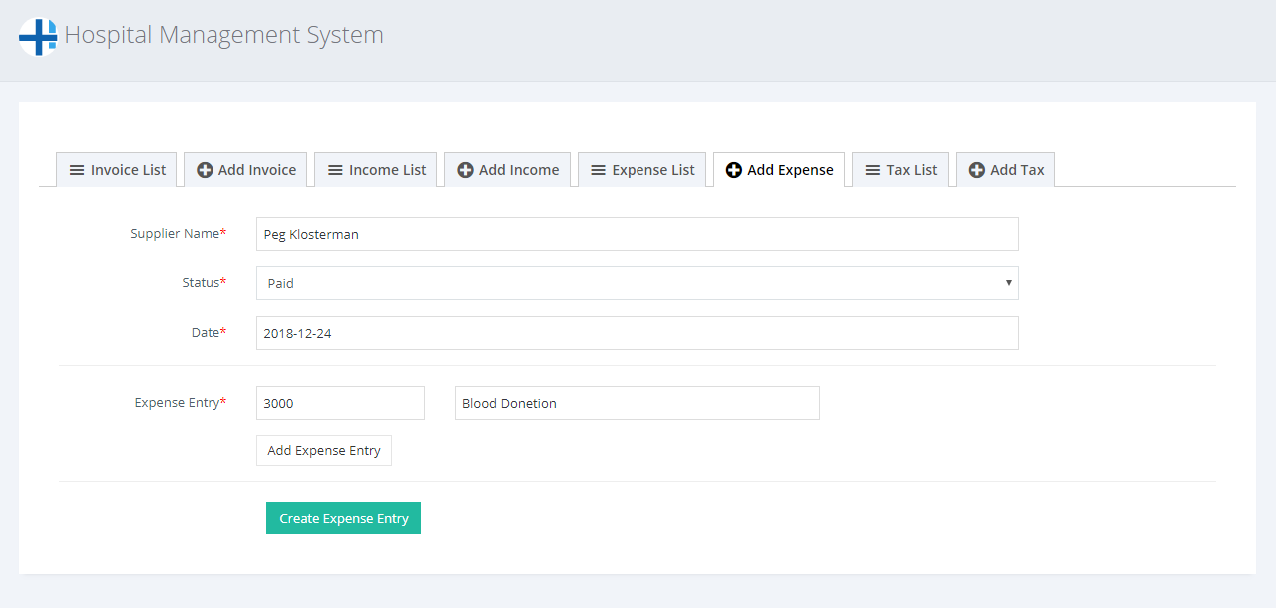 Hospital Management System
Invoice List Add Invoice Income List Add Income Expense List Add Expense Tax List Add Tax
Supplier Name* Peg Klosterman
Status* Paid
Date* 2018-12-24
Expense Entry* 3000 Blood Donetion
Add Expense Entry
Create Expense Entry